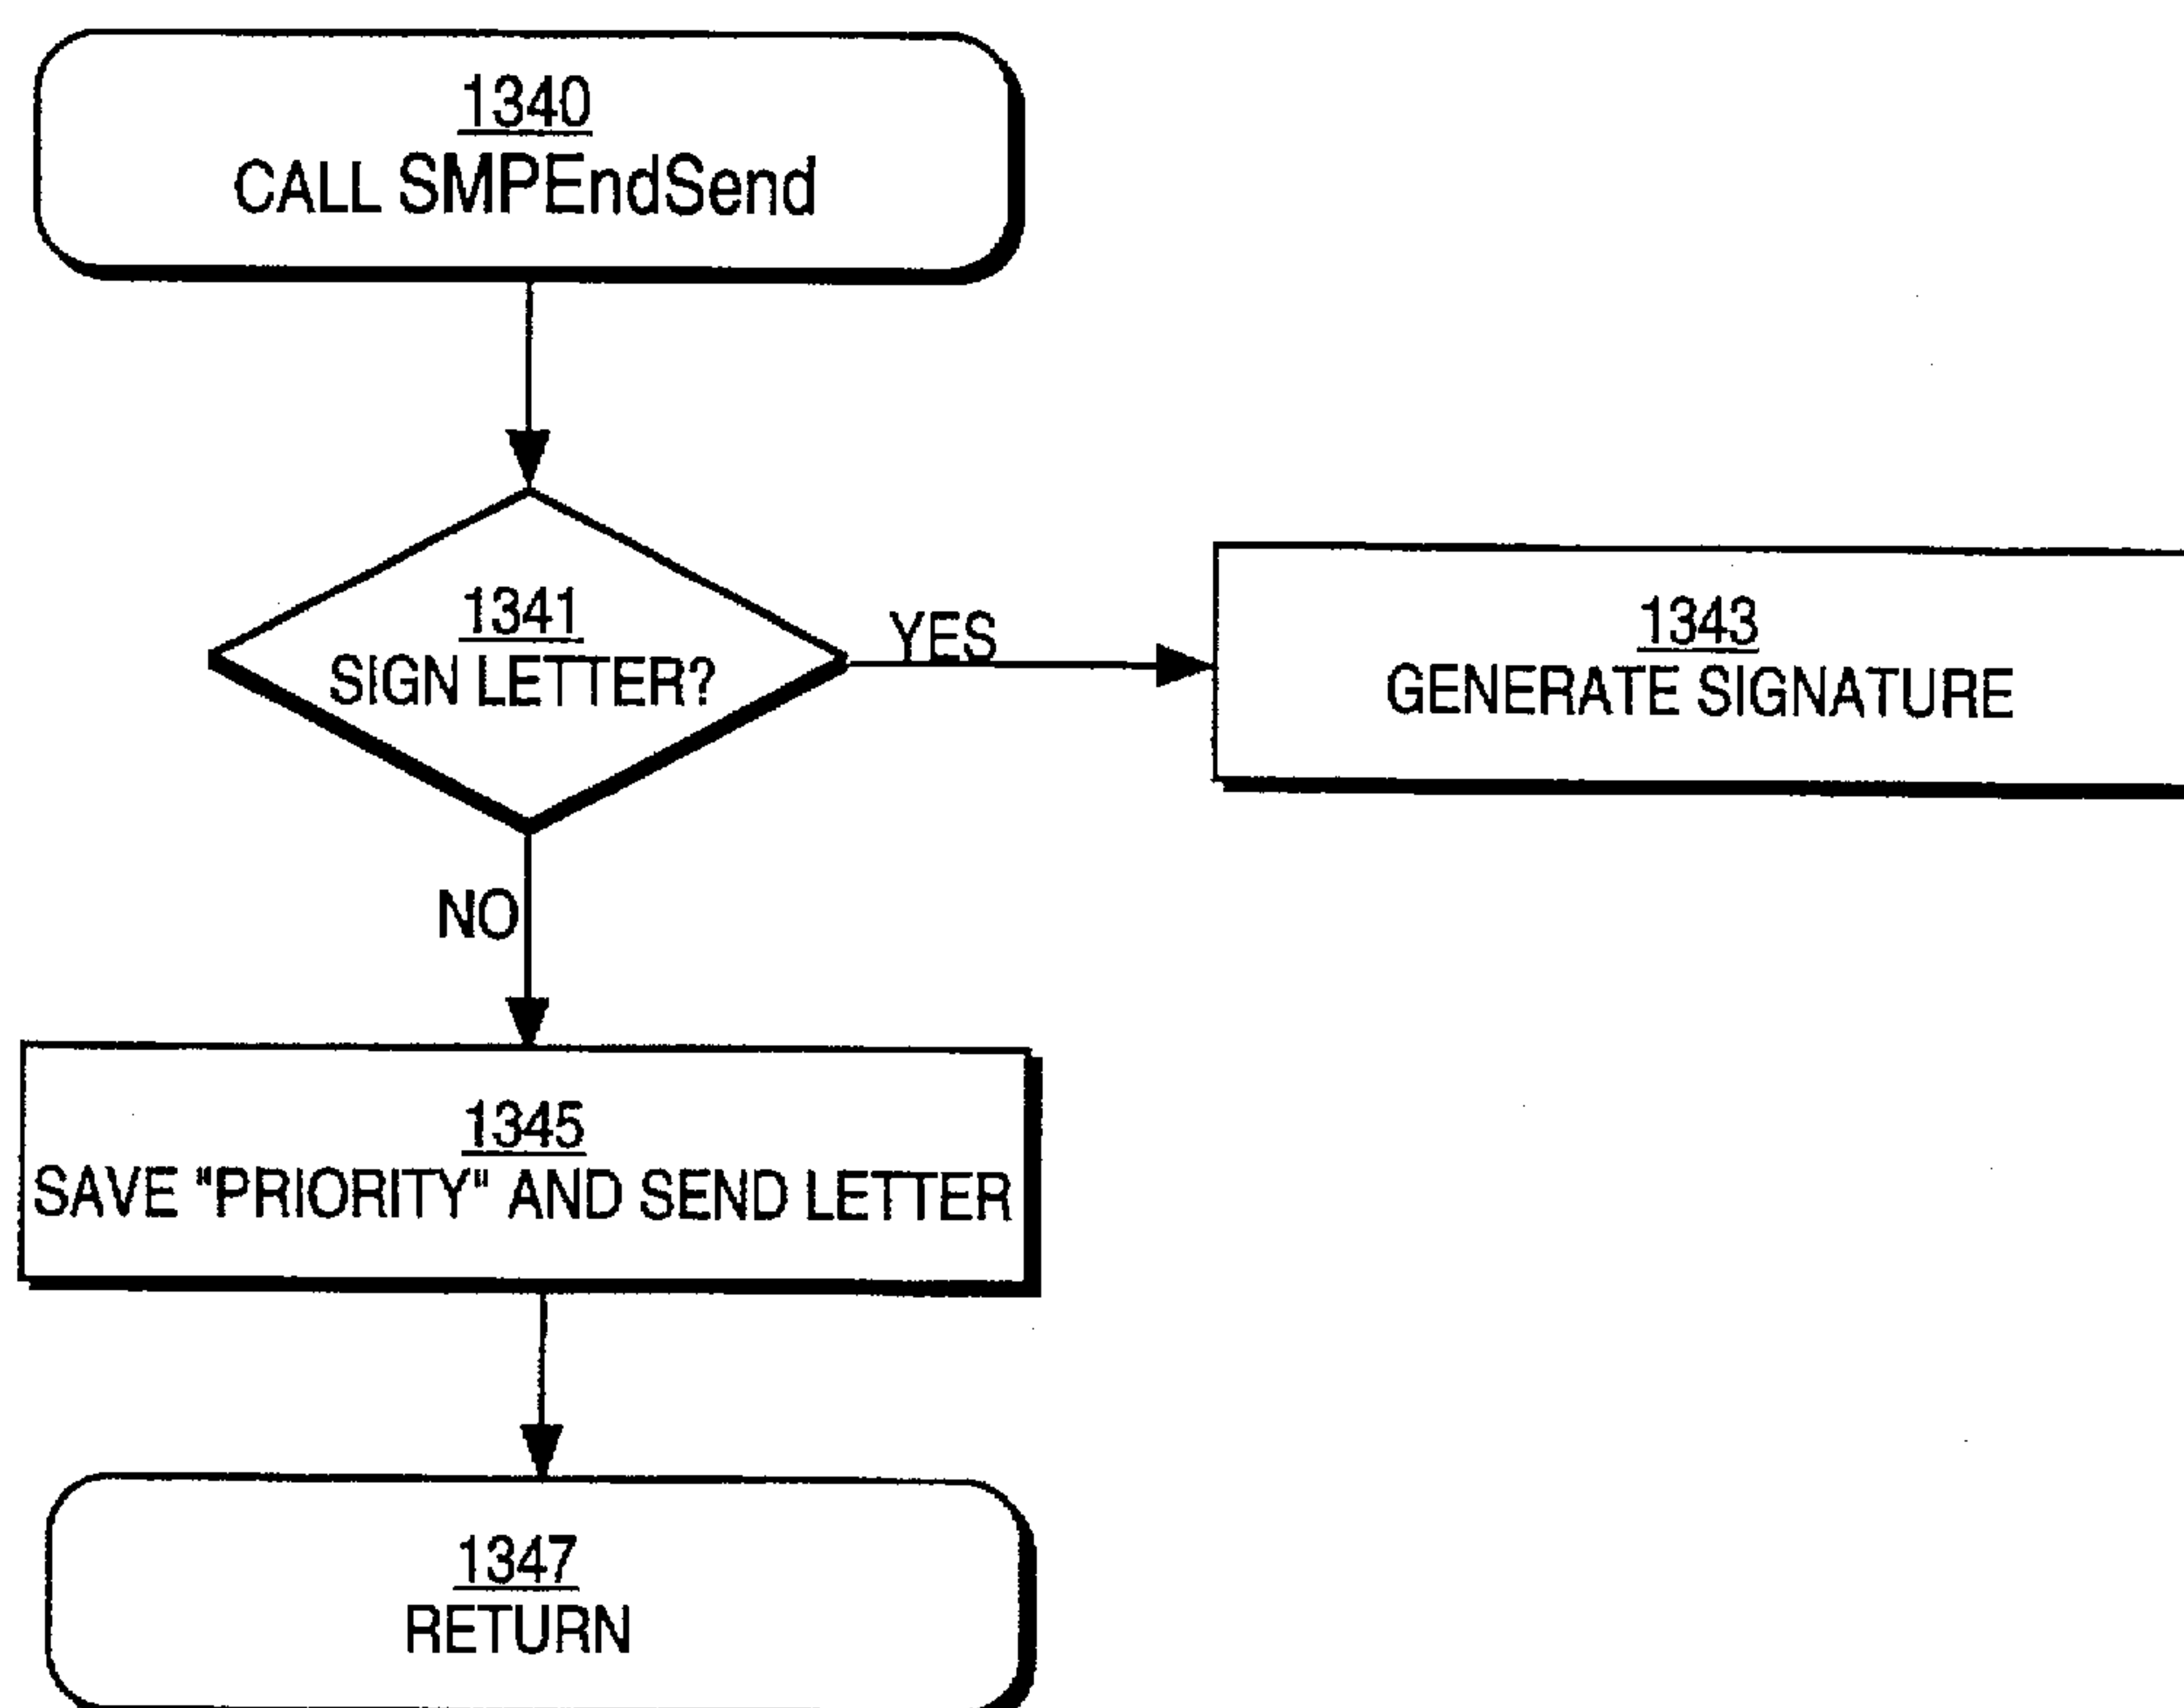 1340
CALL SMPEndSend
1341
SIGN LETTER?
YES
1343
GENERATE SIGNATURE
NO
1345
SAVE "PRIORITY" AND SEND LETTER
1347
RETURN